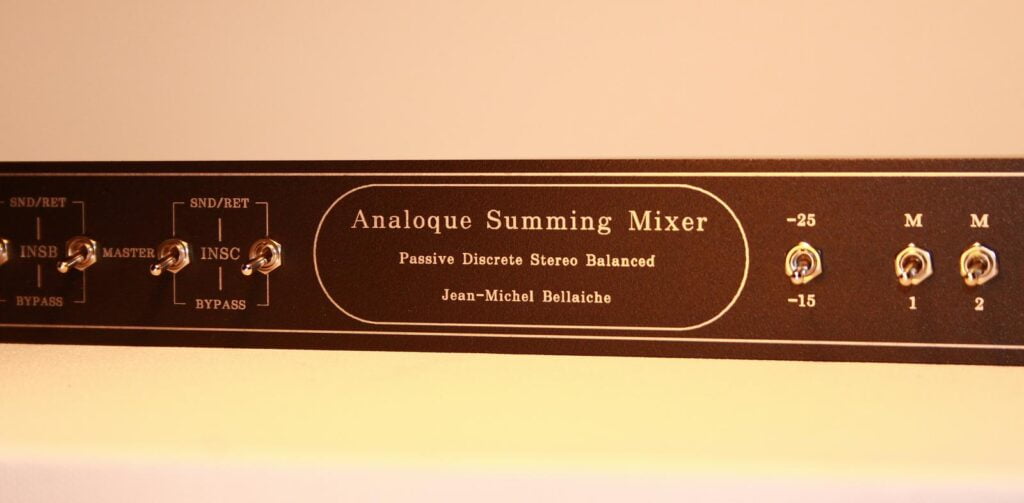 SND/RET
INSB
BYPASS
MASTER
SND/RET
INSC
BYPASS
Analoque Summing Mixer
Passive Discrete Stereo Balanced
Jean-Michel Bellaiche
-25
-15
M
1
M
2